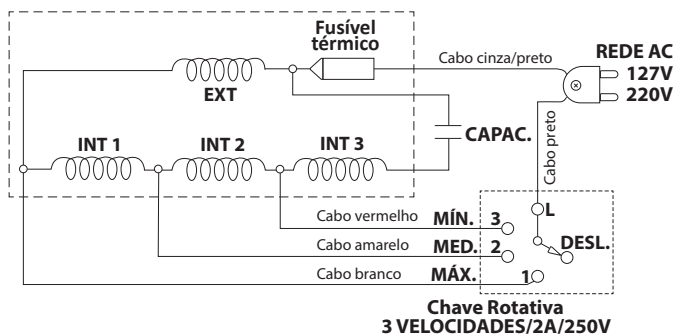 Fusível
térmico
Cabo cinza/preto
REDE AC
127V
220V
EXT
CAPAC.
Cabo preto
INT 1
INT 2
INT 3
L
Cabo vermelho MÍN. 3
DESL.
Cabo amarelo MED. 2
Cabo branco MÁX. 1
Chave Rotativa
3 VELOCIDADES/2A/250V